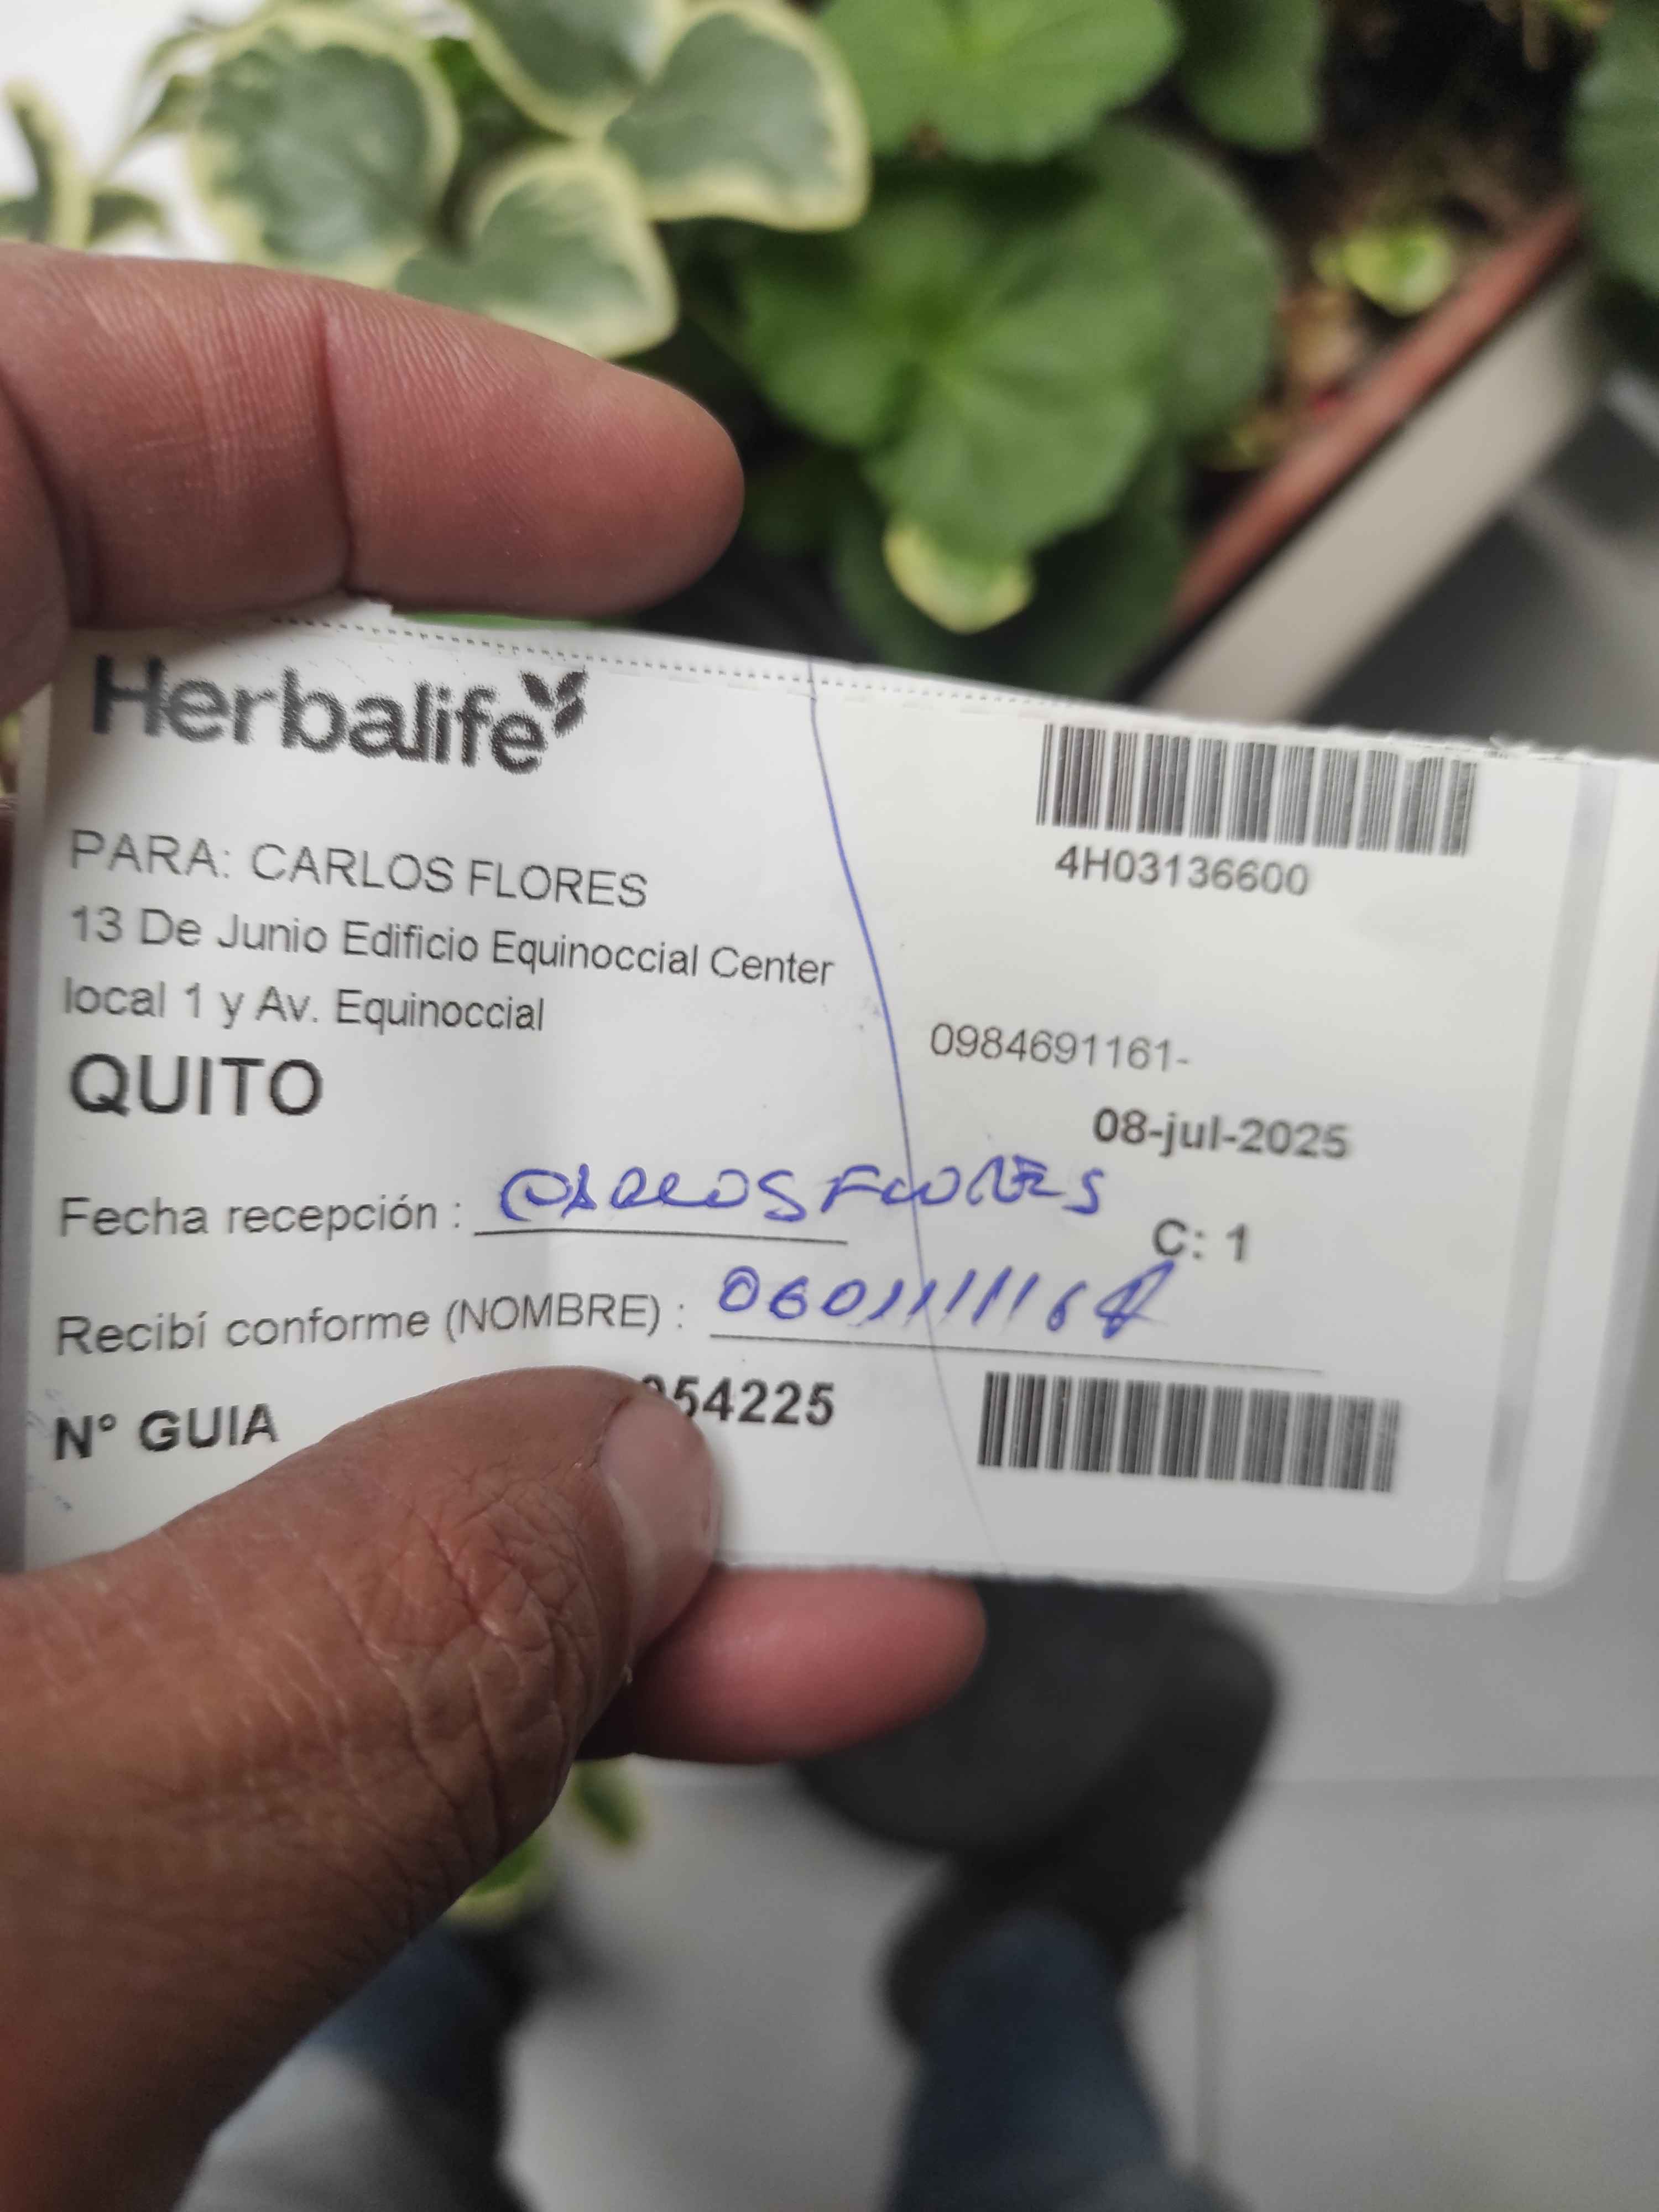 Herbalife
4H03136600
PARA: CARLOS FLORES
13 De Junio Edificio Equinoccial Center
local 1 y Av. Equinoccial
0984691161-
QUITO
08-jul-2025
Fecha recepción : CARLOS FLORES
C: 1
Recibí conforme (NOMBRE) :
N° GUIA 54225